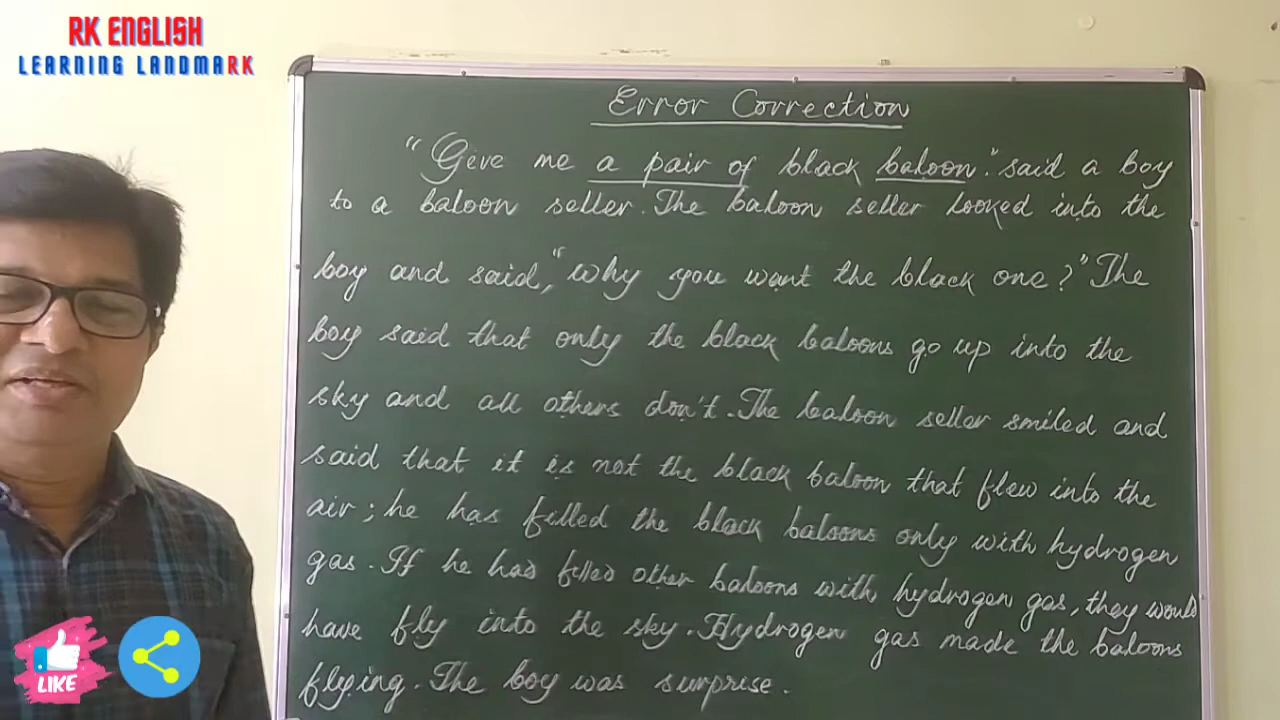 RK ENGLISH
LEARNING LANDMARK
Error Correction
"Give me a pair of black baloon." said a boy
to a baloon seller. The baloon seller looked into the
boy and said, "why you want the black one?" The
boy said that only the black baloons go up into the
sky and all others don't. The baloon seller smiled and
said that it is not the black baloon that flew into the
air; he has filled the black baloons only with hydrogen
gas. If he has filled other baloons with hydrogen gas, they would
have fly into the sky. Hydrogen gas made the baloons
flying. The boy was surprise.
LIKE